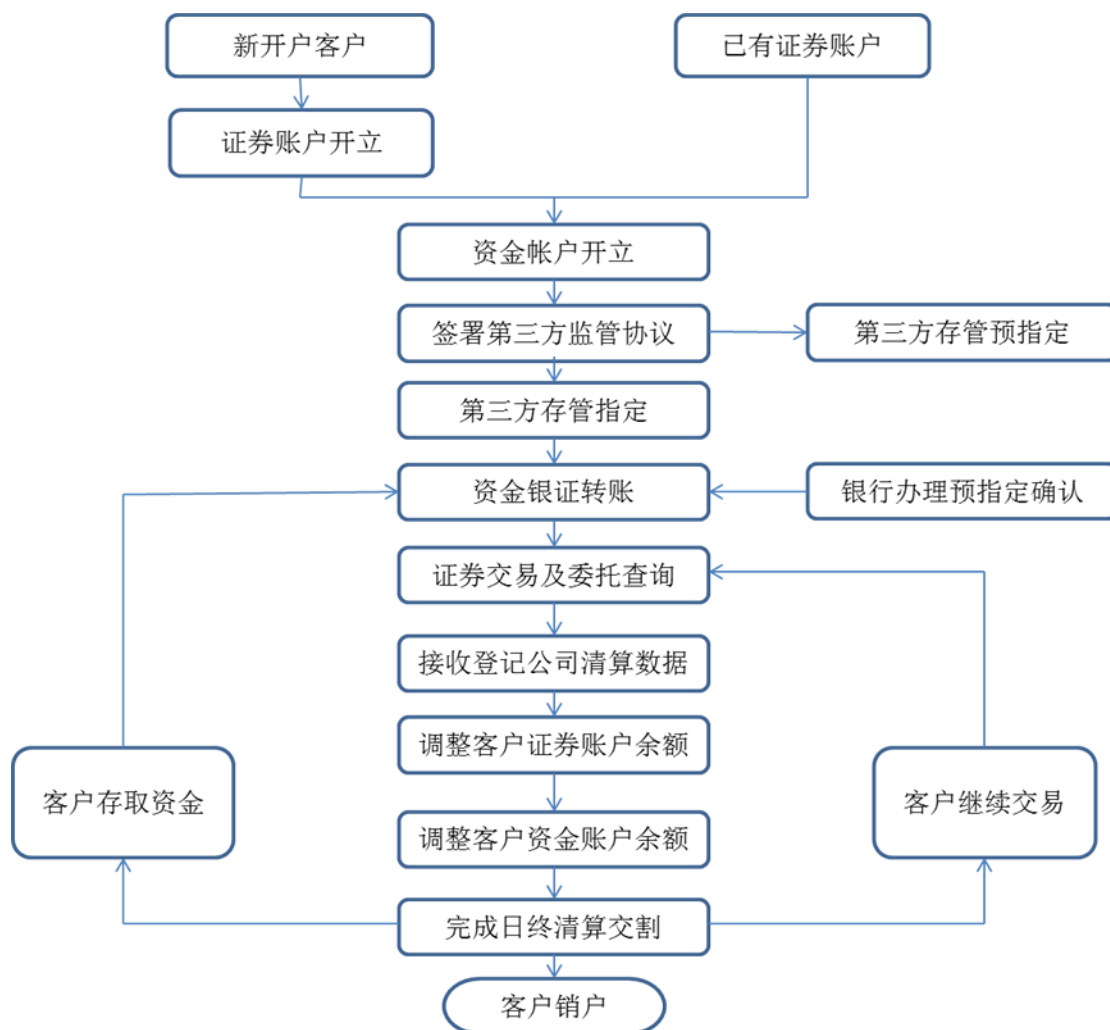 新开户客户
已有证券账户
证券账户开立
资金帐户开立
签署第三方监管协议
第三方存管预指定
第三方存管指定
资金银证转账
银行办理预指定确认
证券交易及委托查询
接收登记公司清算数据
调整客户证券账户余额
客户存取资金
客户继续交易
调整客户资金账户余额
完成日终清算交割
客户销户